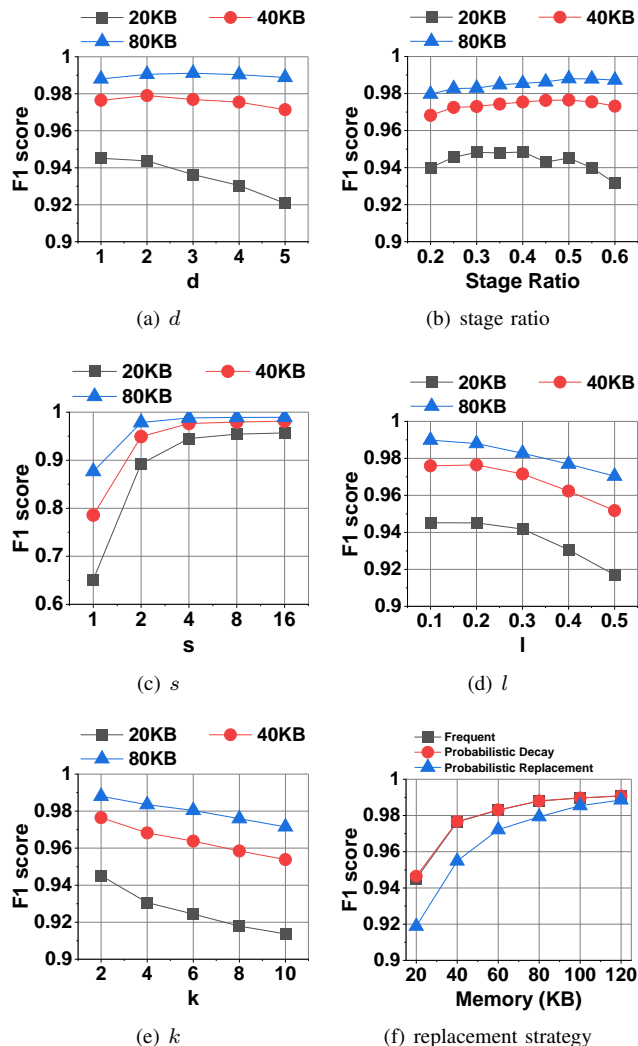 20KB 40KB
80KB
1
0.98
0.96
0.94
0.92
0.9
F1 score
1 2 3 4 5
d
(a) d
20KB 40KB
80KB
1
0.98
0.96
0.94
0.92
0.9
F1 score
0.2 0.3 0.4 0.5 0.6
Stage Ratio
(b) stage ratio
20KB 40KB
80KB
1
0.9
0.8
0.7
0.6
F1 score
1 2 4 8 16
s
(c) s
20KB 40KB
80KB
1
0.98
0.96
0.94
0.92
0.9
F1 score
0.1 0.2 0.3 0.4 0.5
l
(d) l
20KB 40KB
80KB
1
0.98
0.96
0.94
0.92
0.9
F1 score
2 4 6 8 10
k
(e) k
Frequent
Probabilistic Decay
Probabilistic Replacement
1
0.98
0.96
0.94
0.92
0.9
F1 score
20 40 60 80 100 120
Memory (KB)
(f) replacement strategy